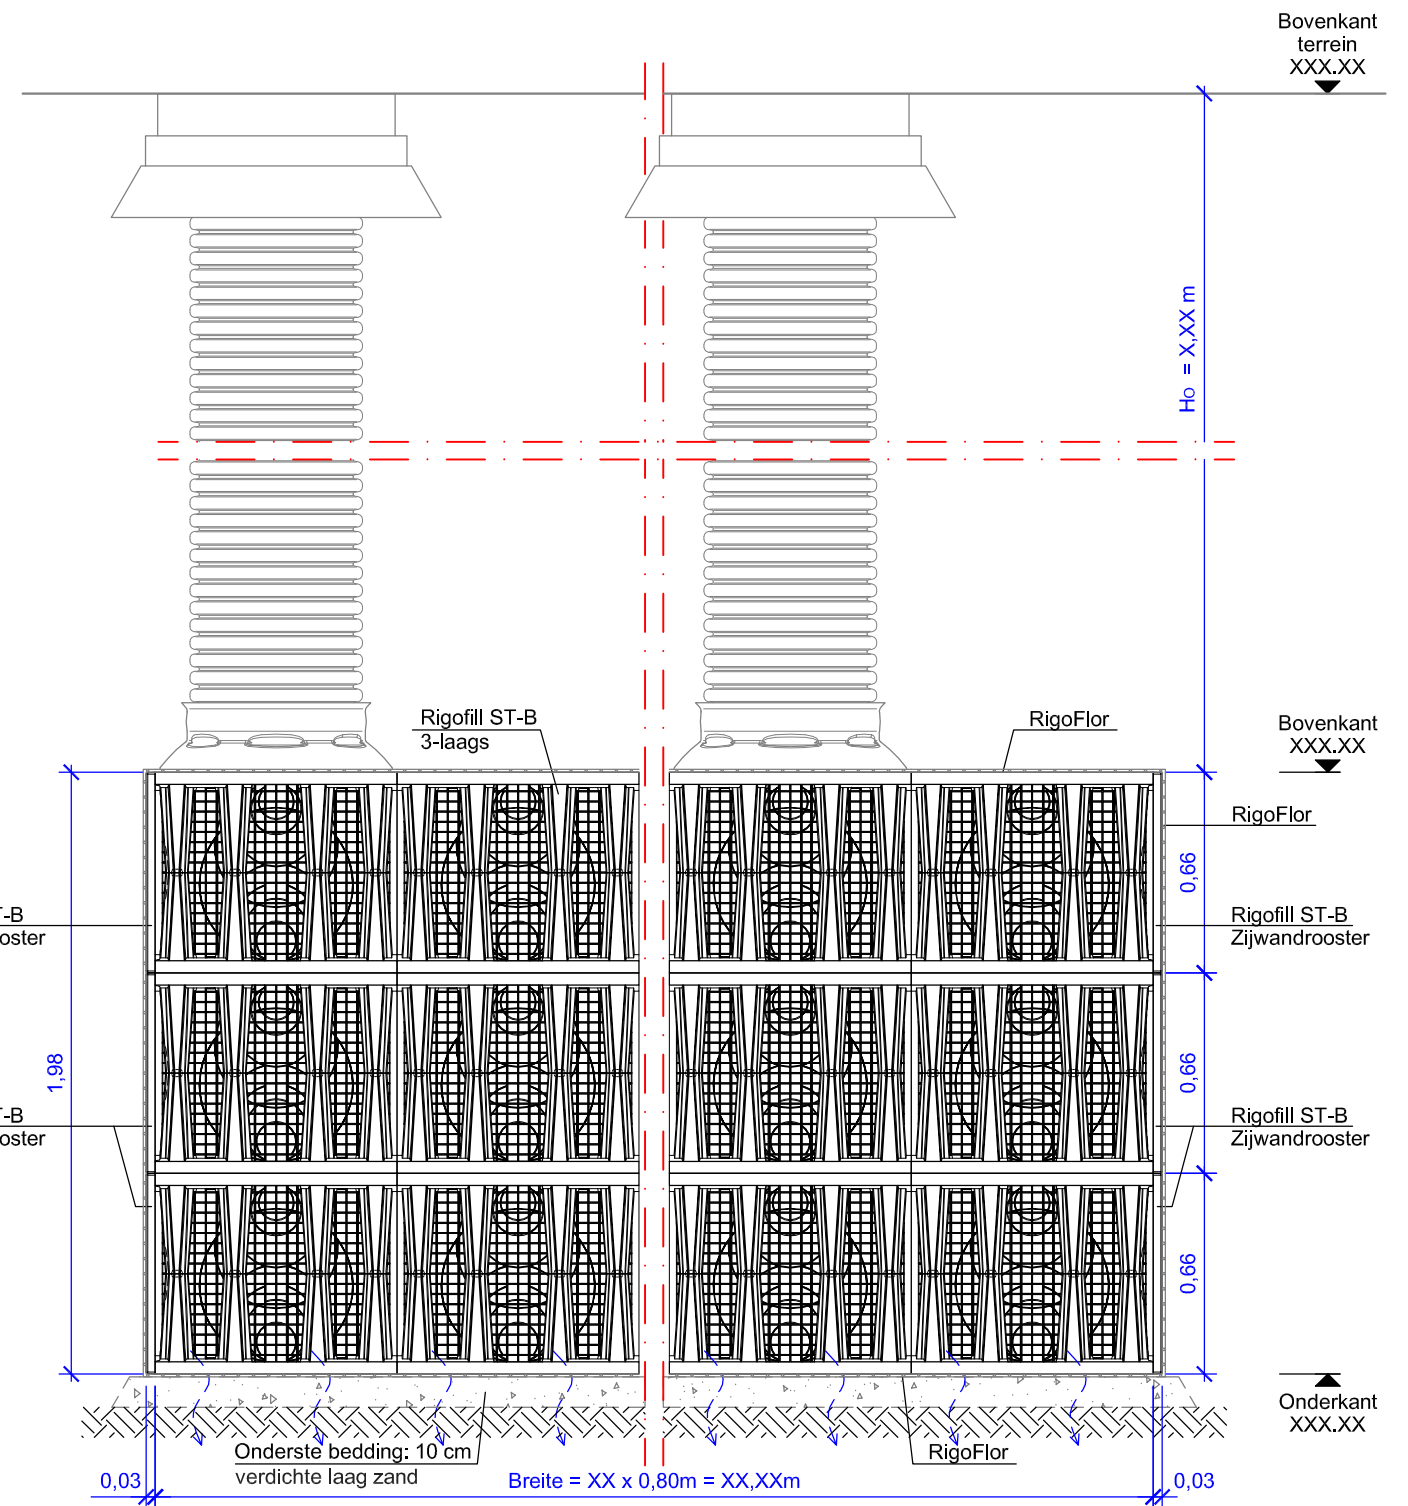 Bovenkant
terrein
XXX.XX
Ho = X,XX m
Rigofill ST-B
3-laags
RigoFlor
Bovenkant
XXX.XX
RigoFlor
0,66
T-B
ooster
Rigofill ST-B
Zijwandrooster
1,98
0,66
T-B
ooster
Rigofill ST-B
Zijwandrooster
0,66
Onderkant
XXX.XX
Onderste bedding: 10 cm
verdichte laag zand
RigoFlor
0,03
Breite = XX x 0,80m = XX,XXm
0,03